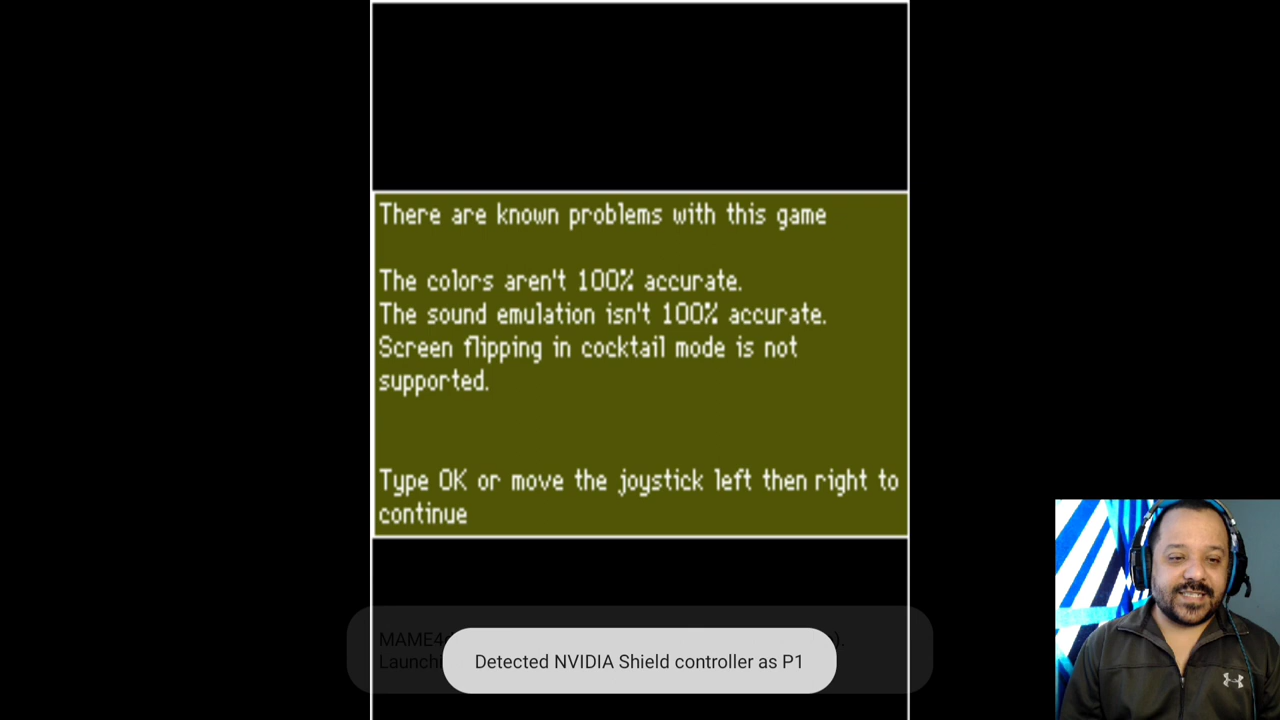 There are known problems with this game
The colors aren't 100% accurate.
The sound emulation isn't 100% accurate.
Screen flipping in cocktail mode is not
supported.
Type OK or move the joystick left then right to
continue
MAME4
Launchi
Detected NVIDIA Shield controller as P1